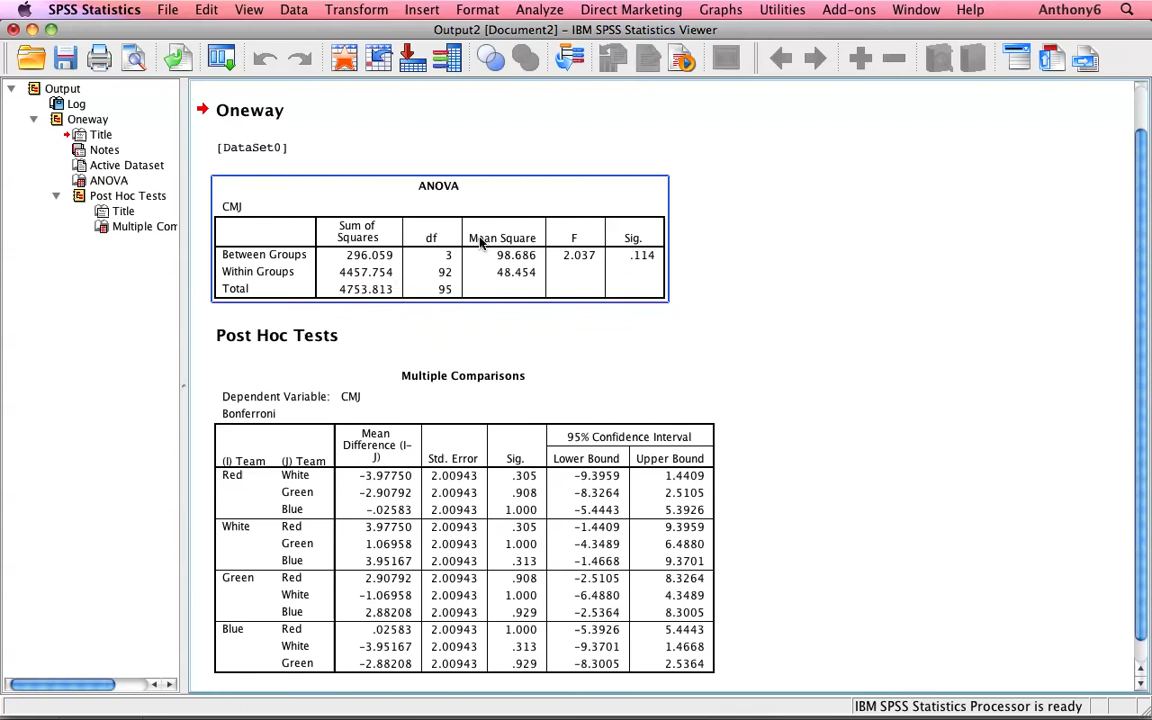 SPSS Statistics File Edit View Data Transform Insert Format Analyze Direct Marketing Graphs Utilities Add-ons Window Help Anthony6
Output2 [Document2] – IBM SPSS Statistics Viewer
Output
Log
Oneway
Title
Notes
Active Dataset
ANOVA
Post Hoc Tests
Title
Multiple Com
Oneway
[DataSet0]
ANOVA
CMJ
Sum of Squares df Mean Square F Sig.
Between Groups 296.059 3 98.686 2.037 .114
Within Groups 4457.754 92 48.454
Total 4753.813 95
Post Hoc Tests
Multiple Comparisons
Dependent Variable: CMJ
Bonferroni
(I) Team (J) Team Mean Difference (I–J) Std. Error Sig. 95% Confidence Interval
Lower Bound Upper Bound
Red White –3.97750 2.00943 .305 –9.3959 1.4409
Green –2.90792 2.00943 .908 –8.3264 2.5105
Blue –.02583 2.00943 1.000 –5.4443 5.3926
White Red 3.97750 2.00943 .305 –1.4409 9.3959
Green 1.06958 2.00943 1.000 –4.3489 6.4880
Blue 3.95167 2.00943 .313 –1.4668 9.3701
Green Red 2.90792 2.00943 .908 –2.5105 8.3264
White –1.06958 2.00943 1.000 –6.4880 4.3489
Blue 2.88208 2.00943 .929 –2.5364 8.3005
Blue Red .02583 2.00943 1.000 –5.3926 5.4443
White –3.95167 2.00943 .313 –9.3701 1.4668
Green –2.88208 2.00943 .929 –8.3005 2.5364
IBM SPSS Statistics Processor is ready